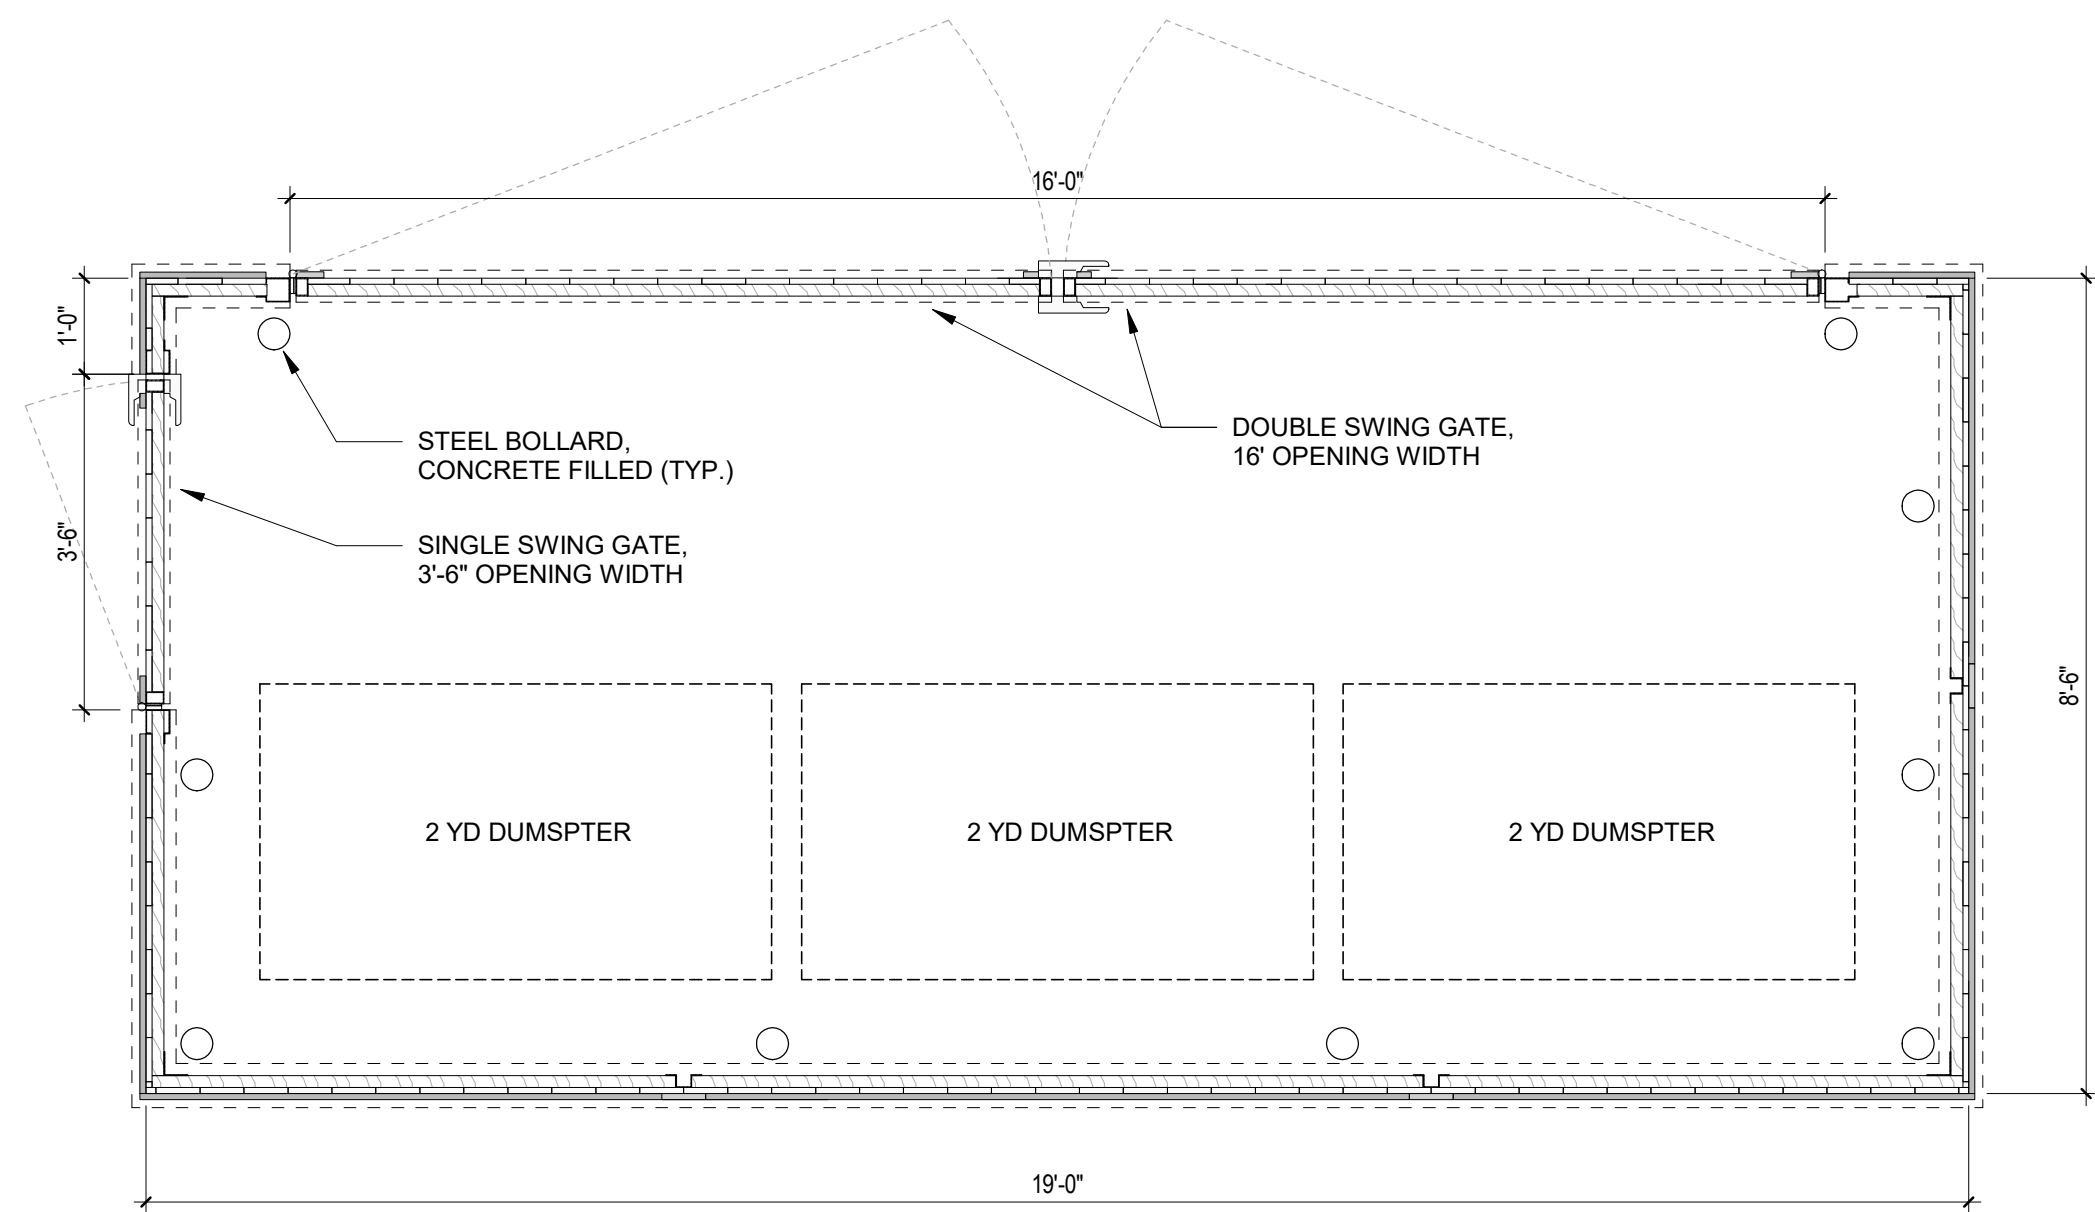 16'-0"
1'-0"
STEEL BOLLARD,
CONCRETE FILLED (TYP.)
DOUBLE SWING GATE,
16' OPENING WIDTH
3'-6"
SINGLE SWING GATE,
3'-6" OPENING WIDTH
8'-6"
2 YD DUMSPTER
2 YD DUMSPTER
2 YD DUMSPTER
19'-0"